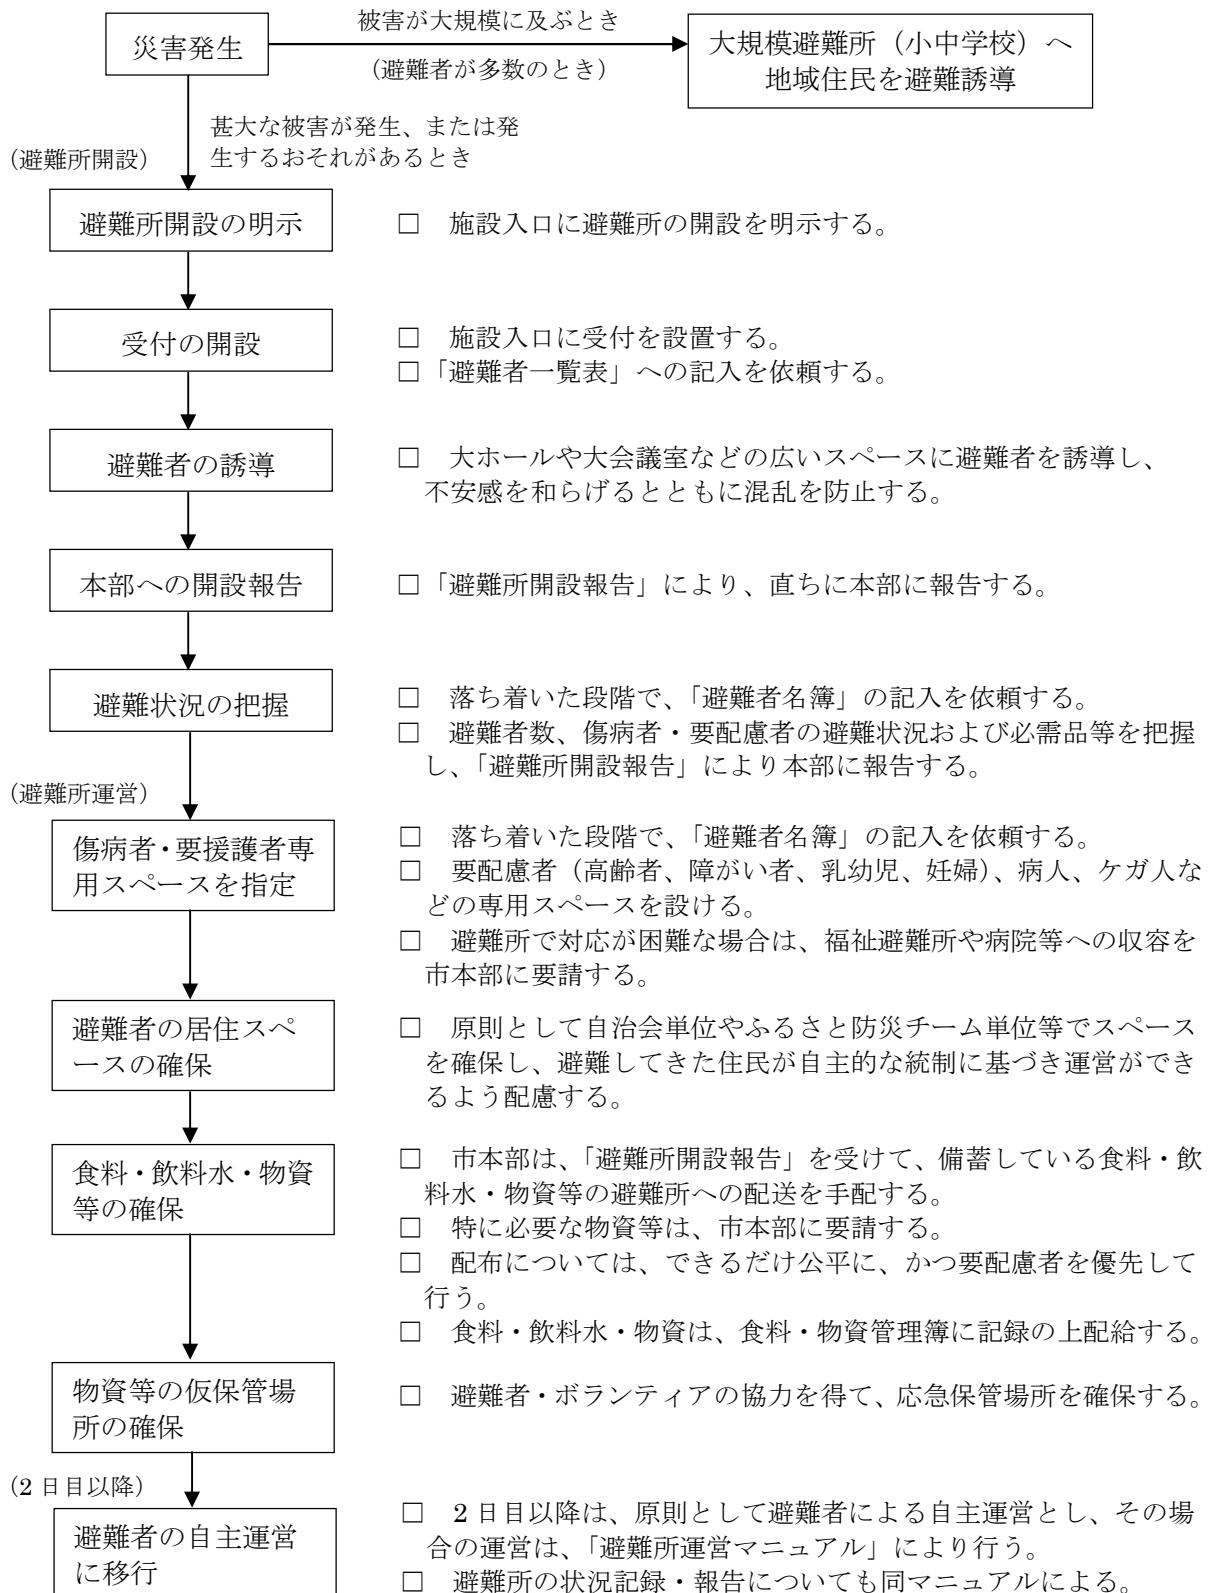 被害が大規模に及ぶとき
災害発生
(避難者が多数のとき)
大規模避難所(小中学校)へ
地域住民を避難誘導
甚大な被害が発生、または発
生するおそれがあるとき
(避難所開設)
避難所開設の明示
□ 施設入口に避難所の開設を明示する。
受付の開設
□ 施設入口に受付を設置する。
□「避難者一覧表」への記入を依頼する。
避難者の誘導
□ 大ホールや大会議室などの広いスペースに避難者を誘導し、
不安感を和らげるとともに混乱を防止する。
本部への開設報告
□「避難所開設報告」により、直ちに本部に報告する。
避難状況の把握
□ 落ち着いた段階で、「避難者名簿」の記入を依頼する。
□ 避難者数、傷病者・要配慮者の避難状況および必需品等を把握
し、「避難所開設報告」により本部に報告する。
(避難所運営)
傷病者・要援護者専
用スペースを指定
□ 落ち着いた段階で、「避難者名簿」の記入を依頼する。
□ 要配慮者(高齢者、障がい者、乳幼児、妊婦)、病人、ケガ人な
どの専用スペースを設ける。
□ 避難所で対応が困難な場合は、福祉避難所や病院等への収容を
市本部に要請する。
避難者の居住スペ
ースの確保
□ 原則として自治会単位やふるさと防災チーム単位等でスペース
を確保し、避難してきた住民が自主的な統制に基づき運営ができ
るよう配慮する。
食料・飲料水・物資
等の確保
□ 市本部は、「避難所開設報告」を受けて、備蓄している食料・飲
料水・物資等の避難所への配送を手配する。
□ 特に必要な物資等は、市本部に要請する。
□ 配布については、できるだけ公平に、かつ要配慮者を優先して
行う。
□ 食料・飲料水・物資は、食料・物資管理簿に記録の上配給する。
物資等の仮保管場
所の確保
□ 避難者・ボランティアの協力を得て、応急保管場所を確保する。
(2日目以降)
避難者の自主運営
に移行
□ 2日目以降は、原則として避難者による自主運営とし、その場
合の運営は、「避難所運営マニュアル」により行う。
□ 避難所の状況記録・報告についても同マニュアルによる。